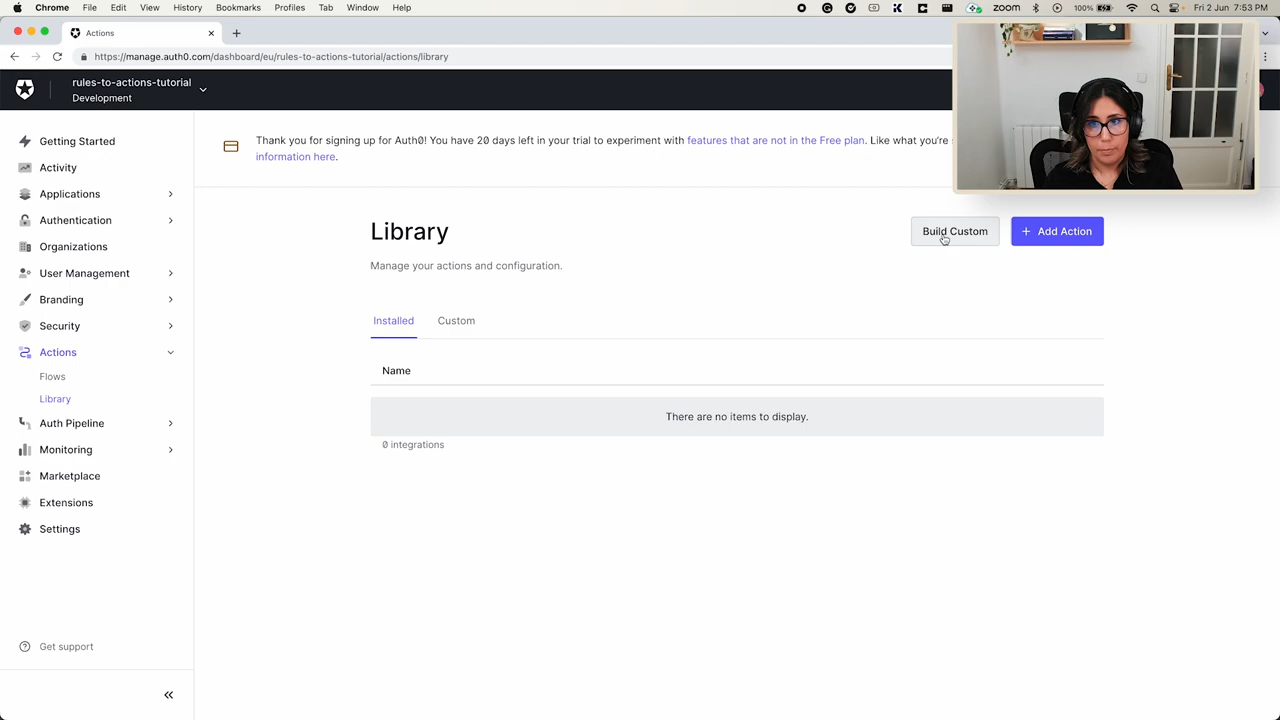 Chrome File Edit View History Bookmarks Profiles Tab Window Help
zoom 100% Fri 2 Jun 7:53 PM
Actions
https://manage.auth0.com/dashboard/eu/rules-to-actions-tutorial/actions/library
rules-to-actions-tutorial
Development
Getting Started
Activity
Applications
Authentication
Organizations
User Management
Branding
Security
Actions
Flows
Library
Auth Pipeline
Monitoring
Marketplace
Extensions
Settings
Get support
Thank you for signing up for Auth0! You have 20 days left in your trial to experiment with features that are not in the Free plan. Like what you're
information here.
Library
Build Custom
+ Add Action
Manage your actions and configuration.
Installed Custom
Name
There are no items to display.
0 integrations